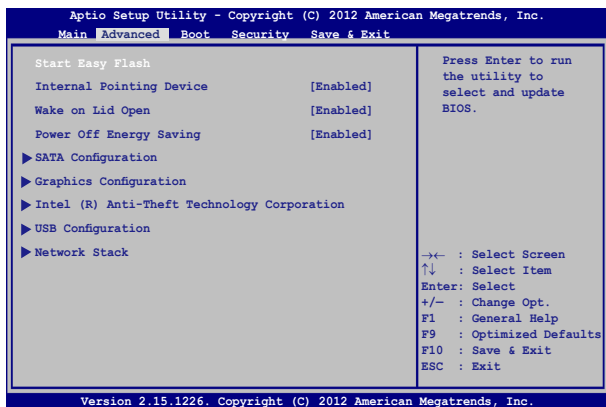 Aptio Setup Utility - Copyright (C) 2012 American Megatrends, Inc.
Main Advanced Boot Security Save & Exit
Start Easy Flash
Internal Pointing Device [Enabled]
Wake on Lid Open [Enabled]
Power Off Energy Saving [Enabled]
SATA Configuration
Graphics Configuration
Intel (R) Anti-Theft Technology Corporation
USB Configuration
Network Stack
Press Enter to run
the utility to
select and update
BIOS.
→← : Select Screen
↑↓ : Select Item
Enter: Select
+/— : Change Opt.
F1 : General Help
F9 : Optimized Defaults
F10 : Save & Exit
ESC : Exit
Version 2.15.1226. Copyright (C) 2012 American Megatrends, Inc.